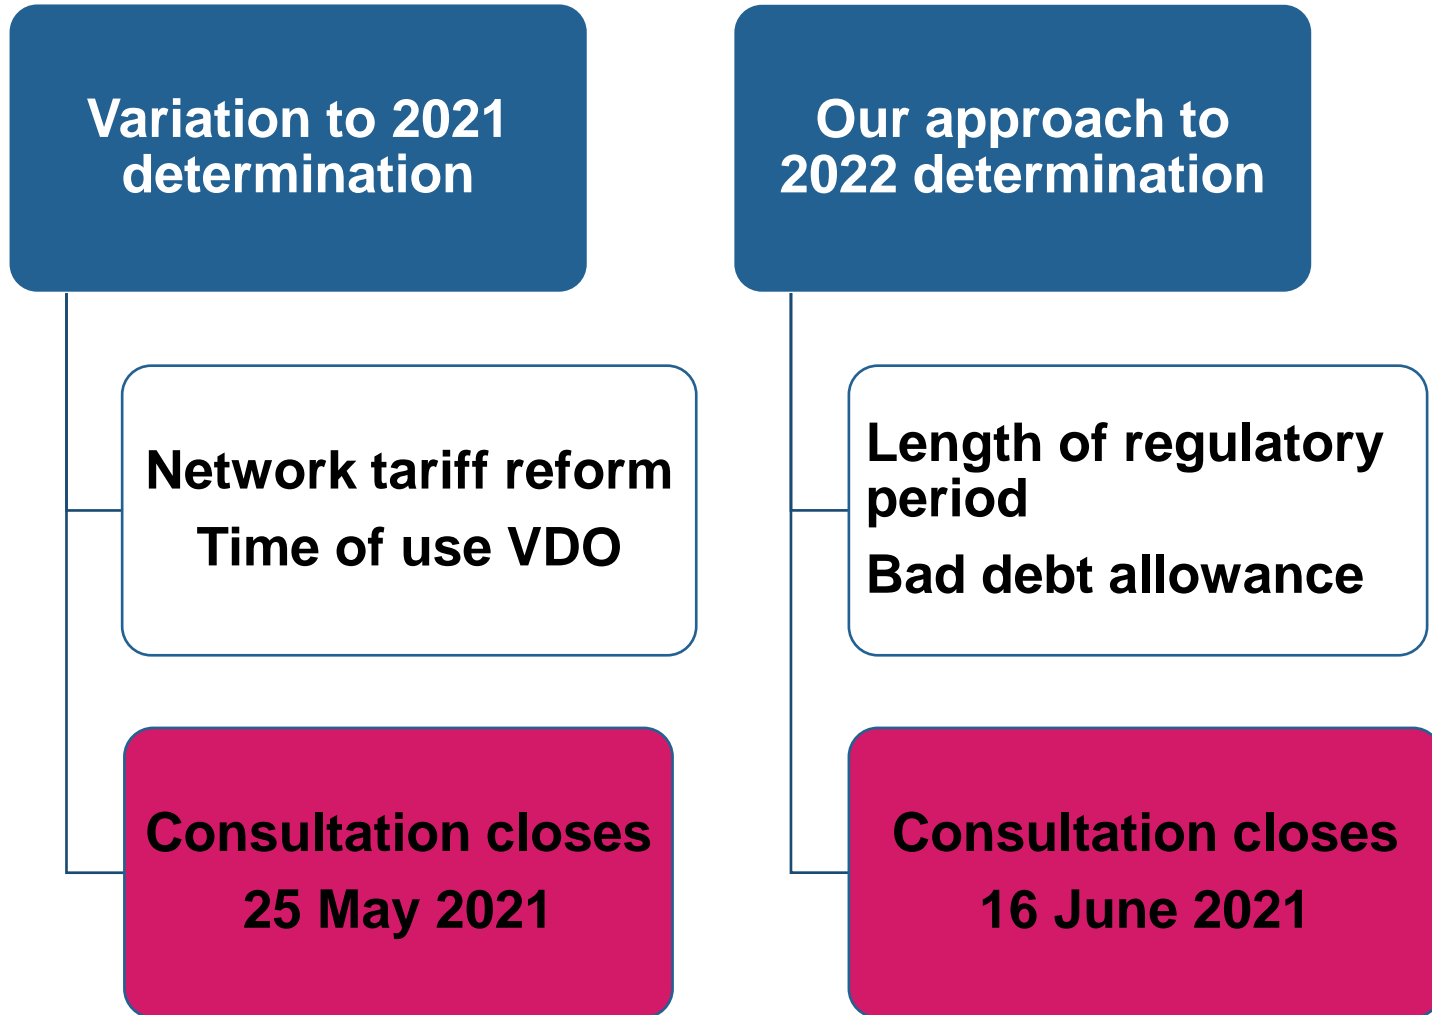 Variation to 2021
determination
Network tariff reform
Time of use VDO
Consultation closes
25 May 2021
Our approach to
2022 determination
Length of regulatory
period
Bad debt allowance
Consultation closes
16 June 2021